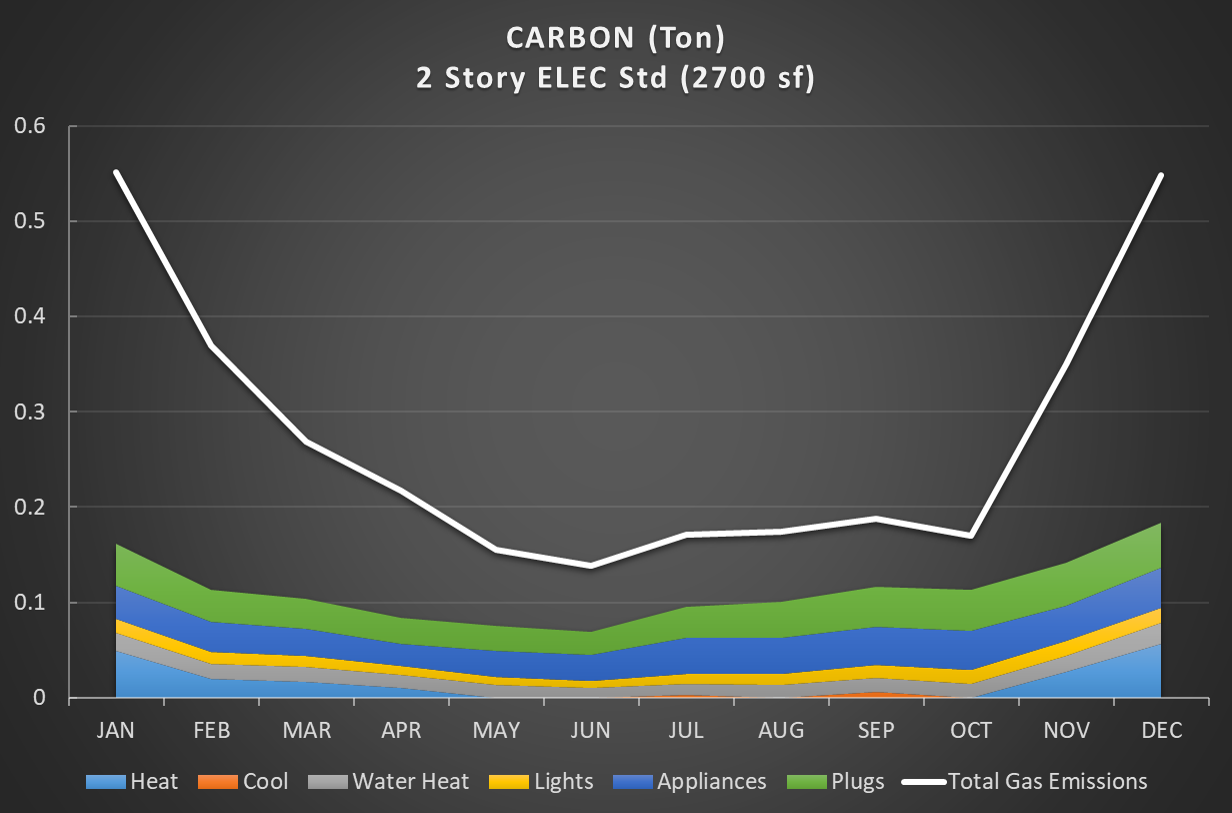 CARBON (Ton)
2 Story ELEC Std (2700 sf)
0.6
0.5
0.4
0.3
0.2
0.1
0
JAN FEB MAR APR MAY JUN JUL AUG SEP OCT NOV DEC
Heat Cool Water Heat Lights Appliances Plugs Total Gas Emissions